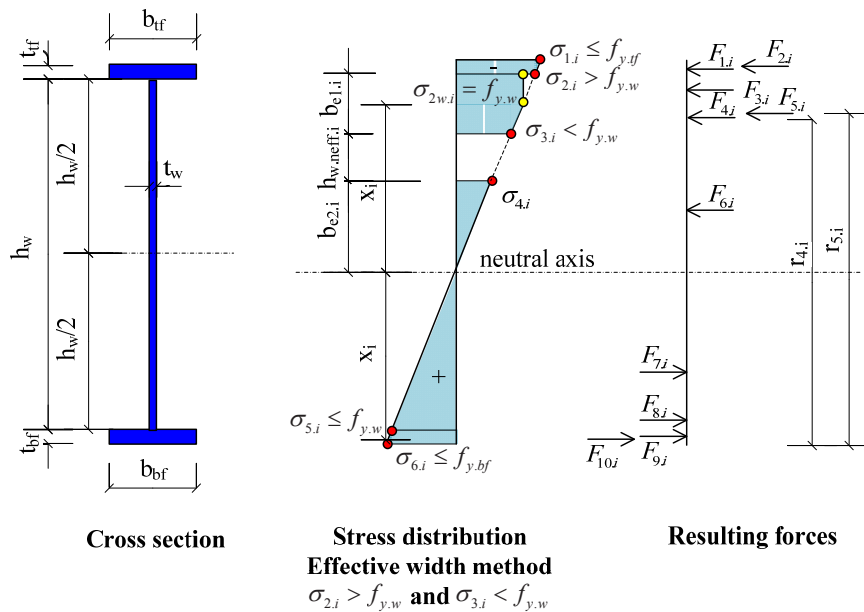 b_tf
t_tf
h_w/2
t_w
h_w
h_w/2
t_bf
b_bf
Cross section
σ_1.i ≤ f_y.tf
-
σ_2.i > f_y.w
σ_2w.i = f_y.w
b_e1.i
σ_3.i < f_y.w
h_w.neff.i
x_i
σ_4.i
b_e2.i
neutral axis
x_i
+
σ_5.i ≤ f_y.w
σ_6.i ≤ f_y.bf
Stress distribution
Effective width method
σ_2.i > f_y.w and σ_3.i < f_y.w
F_1.i
F_2.i
F_3.i
F_4.i
F_5.i
F_6.i
r_4.i
r_5.i
F_7.i
F_8.i
F_9.i
F_10.i
Resulting forces